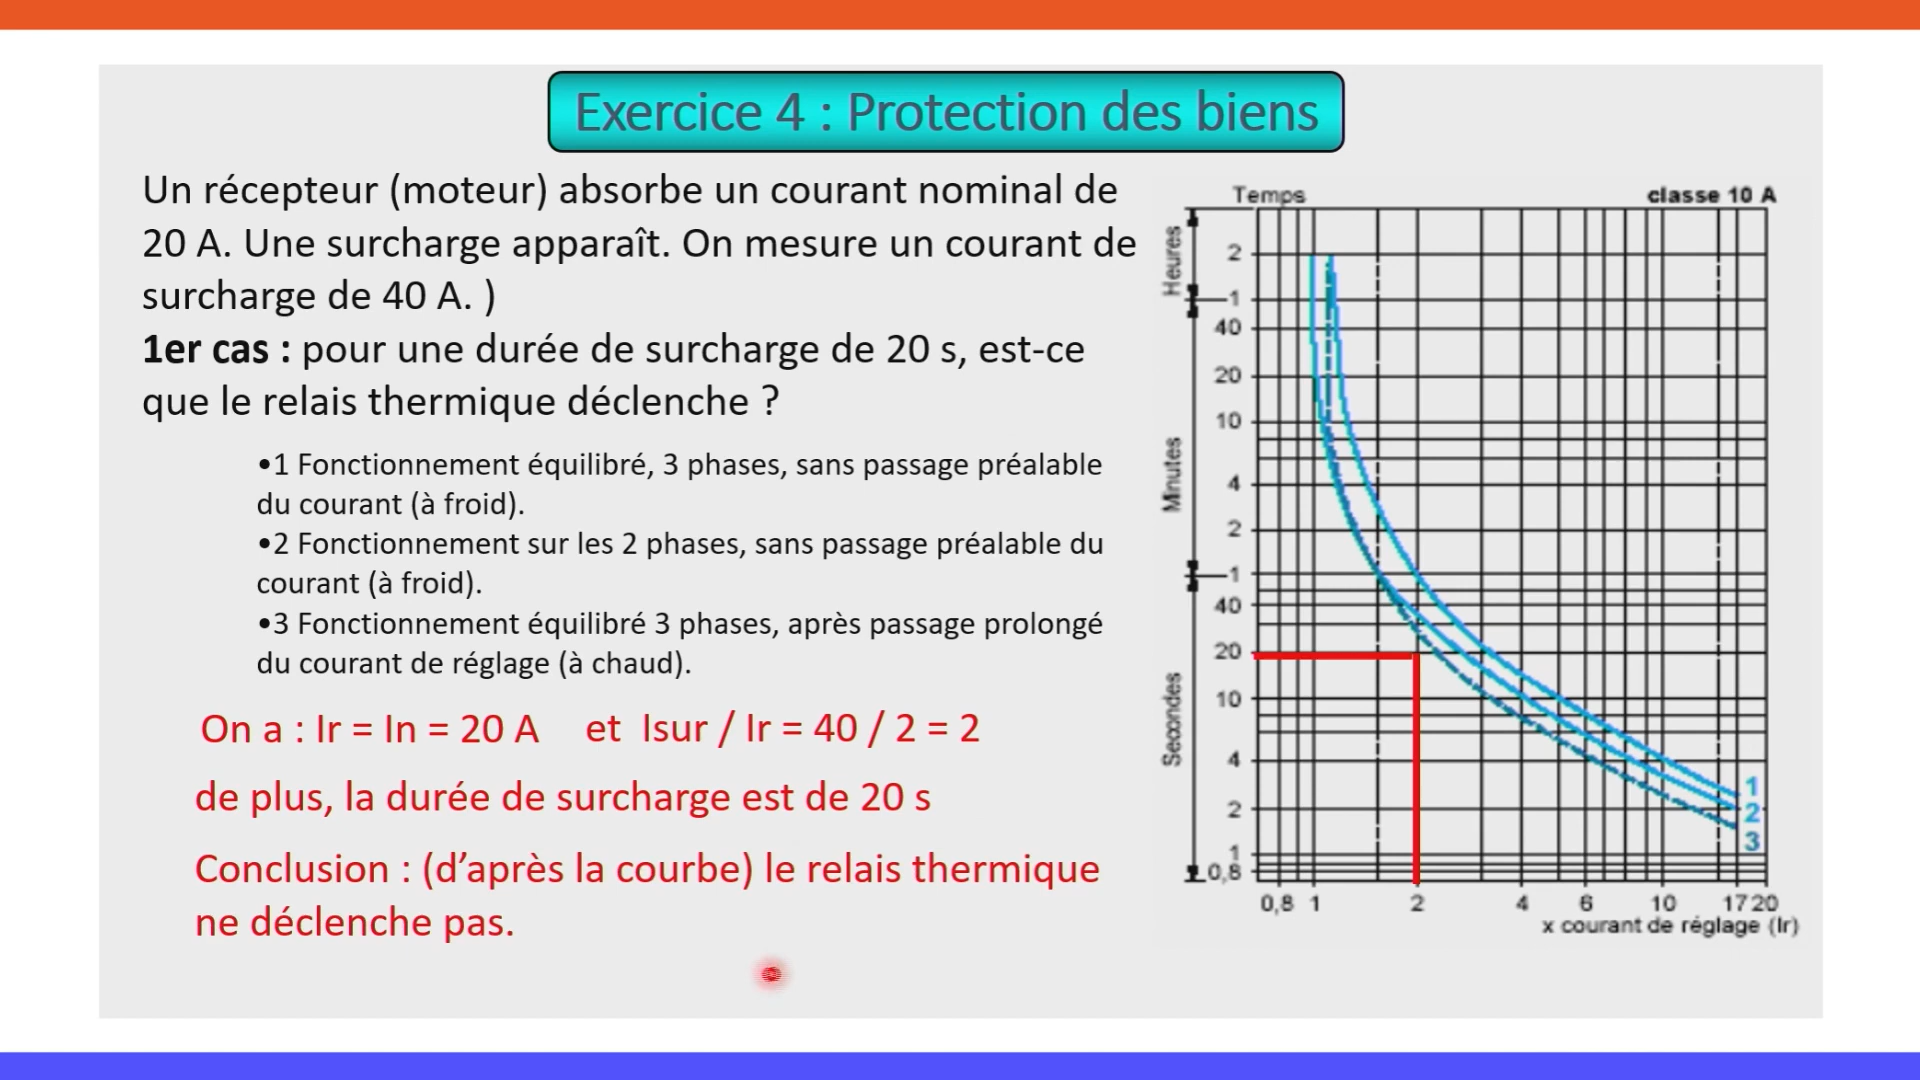 Exercice 4 : Protection des biens
Un récepteur (moteur) absorbe un courant nominal de
20 A. Une surcharge apparaît. On mesure un courant de
surcharge de 40 A. )
1er cas : pour une durée de surcharge de 20 s, est-ce
que le relais thermique déclenche ?
•1 Fonctionnement équilibré, 3 phases, sans passage préalable
du courant (à froid).
•2 Fonctionnement sur les 2 phases, sans passage préalable du
courant (à froid).
•3 Fonctionnement équilibré 3 phases, après passage prolongé
du courant de réglage (à chaud).
On a : Ir = In = 20 A et Isur / Ir = 40 / 2 = 2
de plus, la durée de surcharge est de 20 s
Conclusion : (d’après la courbe) le relais thermique
ne déclenche pas.
Temps
classe 10 A
Heures
2
1
Minutes
40
20
10
4
2
1
Secondes
40
20
10
4
2
1
0,8
1
2
3
0,8 1 2 4 6 10 17 20
x courant de réglage (Ir)